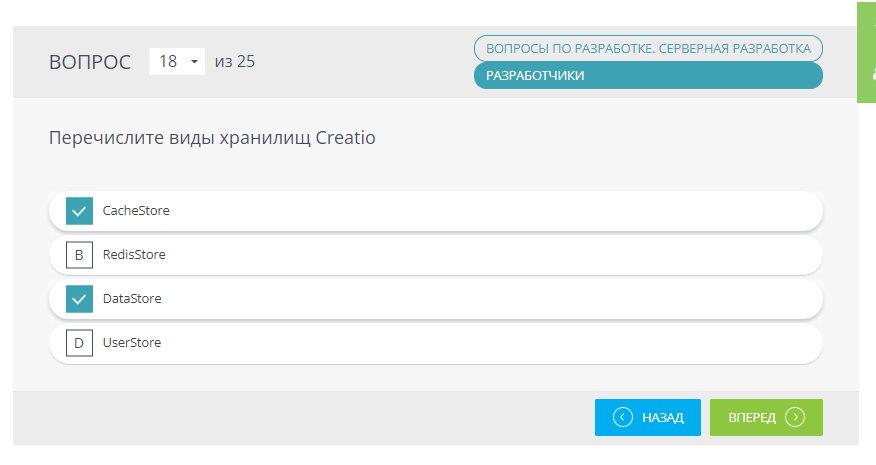 ВОПРОС 18 из 25
ВОПРОСЫ ПО РАЗРАБОТКЕ. СЕРВЕРНАЯ РАЗРАБОТКА
РАЗРАБОТЧИКИ
Перечислите виды хранилищ Creatio
CacheStore
B RedisStore
DataStore
D UserStore
НАЗАД ВПЕРЕД